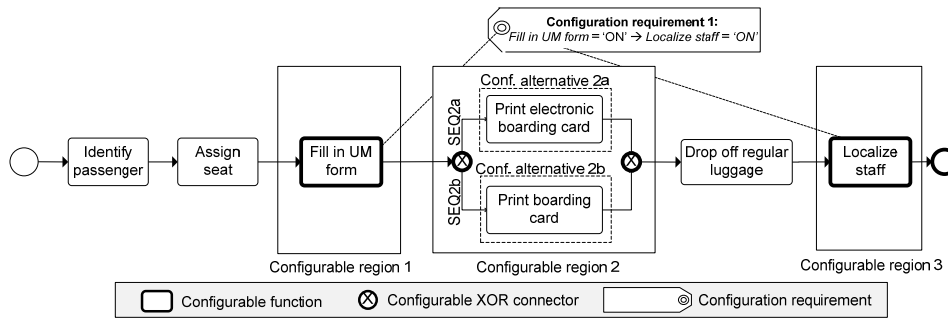 Configuration requirement 1:
Fill in UM form = ‘ON’ → Localize staff = ‘ON’
Identify
passenger
Assign
seat
Fill in UM
form
Configurable region 1
SEQ2a
SEQ2b
Conf. alternative 2a
Print electronic
boarding card
Conf. alternative 2b
Print boarding
card
Configurable region 2
Drop off regular
luggage
Localize
staff
Configurable region 3
Configurable function
Configurable XOR connector
Configuration requirement